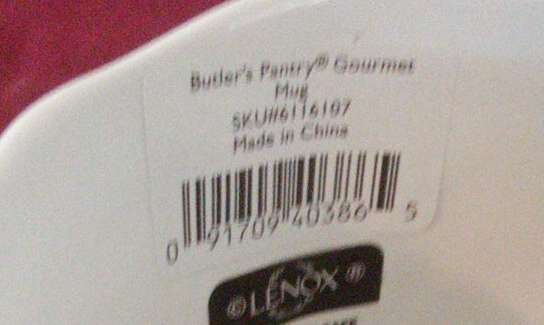 Butler's Pantry® Gourmet
Mug
SKU#6116107
Made in China
0 91709 40386 5
© LENOX ®